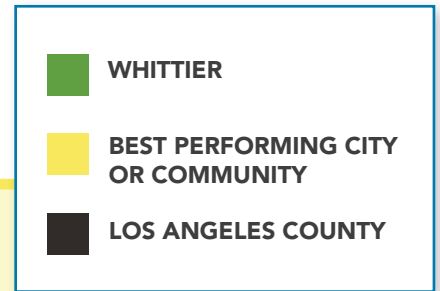 WHITTIER
BEST PERFORMING CITY
OR COMMUNITY
LOS ANGELES COUNTY